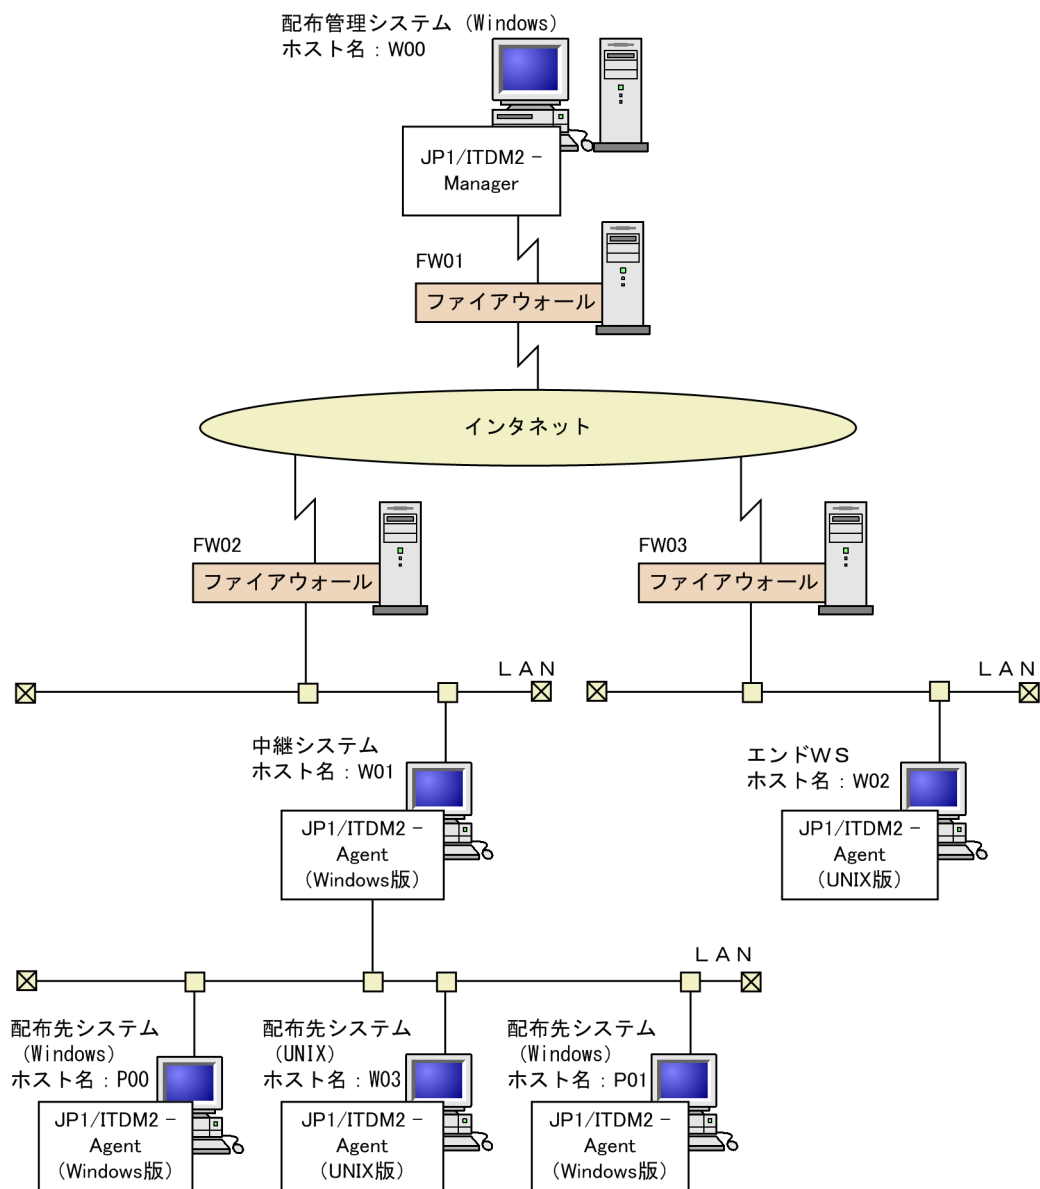 配布管理システム（Windows）
ホスト名：W00
JP1/ITDM2 −
Manager
FW01
ファイアウォール
インタネット
FW02
ファイアウォール
FW03
ファイアウォール
ＬＡＮ
ＬＡＮ
中継システム
ホスト名：W01
JP1/ITDM2 −
Agent
（Windows版）
エンドＷＳ
ホスト名：W02
JP1/ITDM2 −
Agent
（UNIX版）
ＬＡＮ
配布先システム
（Windows）
ホスト名：P00
JP1/ITDM2 −
Agent
（Windows版）
配布先システム
（UNIX）
ホスト名：W03
JP1/ITDM2 −
Agent
（UNIX版）
配布先システム
（Windows）
ホスト名：P01
JP1/ITDM2 −
Agent
（Windows版）